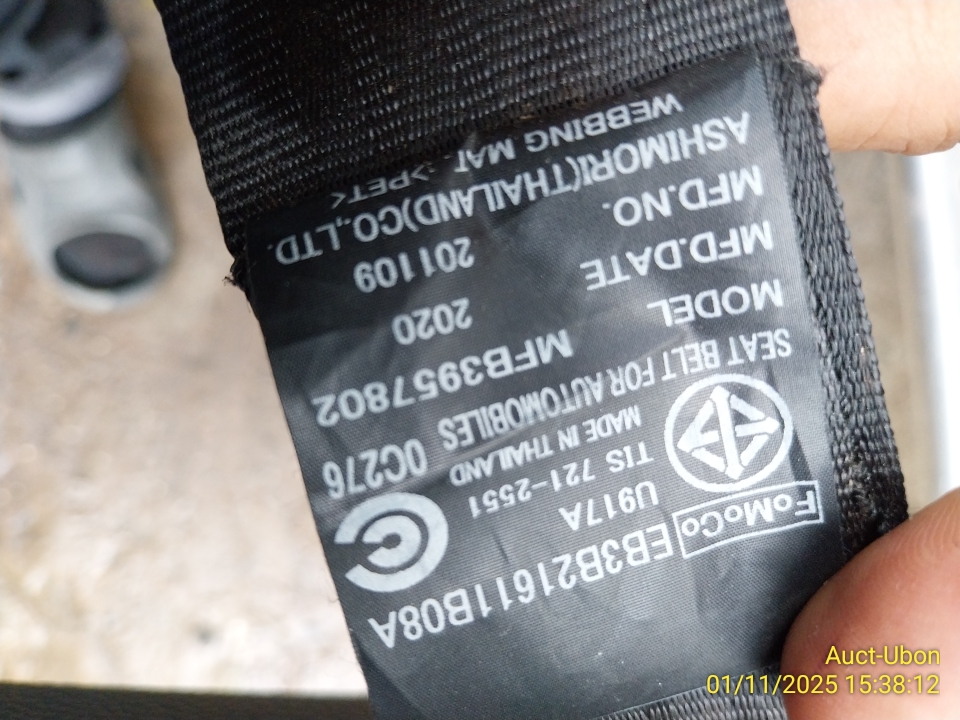 FoMoCo EB3B21611B08A
U917A
TIS 721-2551
MADE IN THAILAND
SEAT BELT FOR AUTOMOBILES 0C276
MODEL MFB3957802
MFD.DATE 2020
MFD.NO. 201109
ASHIMORI(THAILAND)CO.,LTD.
WEBBING MAT. >PET<
Auct-Ubon
01/11/2025 15:38:12